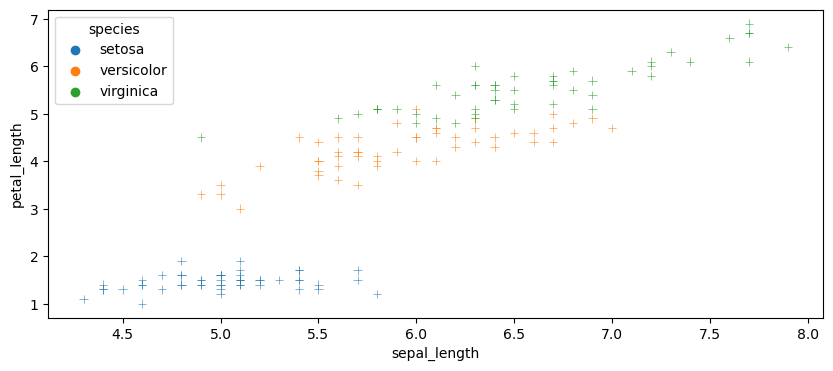 species
setosa
versicolor
virginica
7
6
5
4
3
2
1
petal_length
4.5 5.0 5.5 6.0 6.5 7.0 7.5 8.0
sepal_length